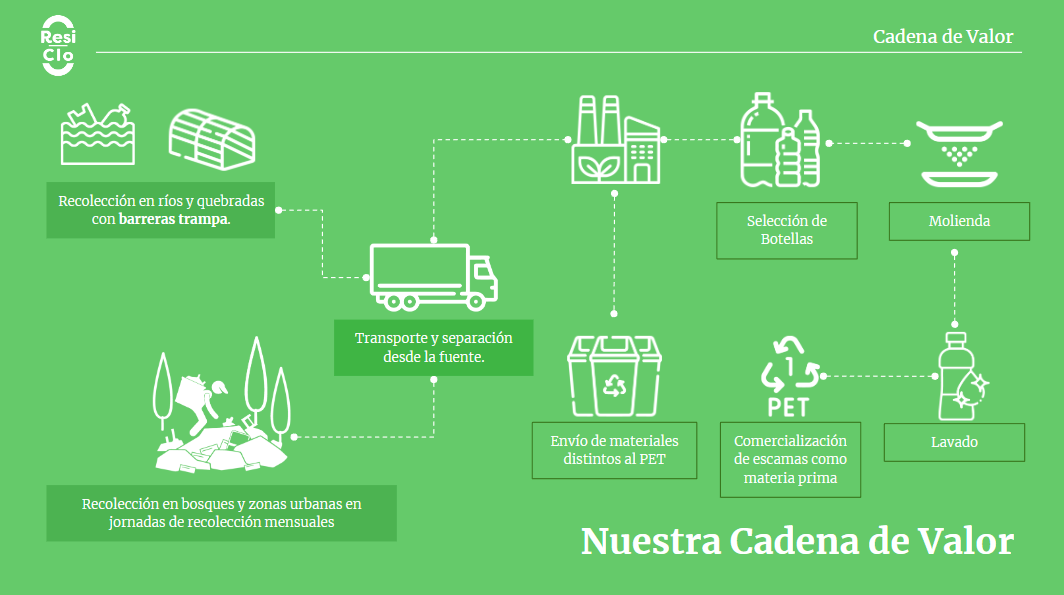 Resi
Clo
Cadena de Valor
Recolección en ríos y quebradas
con barreras trampa.
Transporte y separación
desde la fuente.
Recolección en bosques y zonas urbanas en
jornadas de recolección mensuales
Selección de
Botellas
Molienda
Envío de materiales
distintos al PET
1
PET
Comercialización
de escamas como
materia prima
Lavado
Nuestra Cadena de Valor